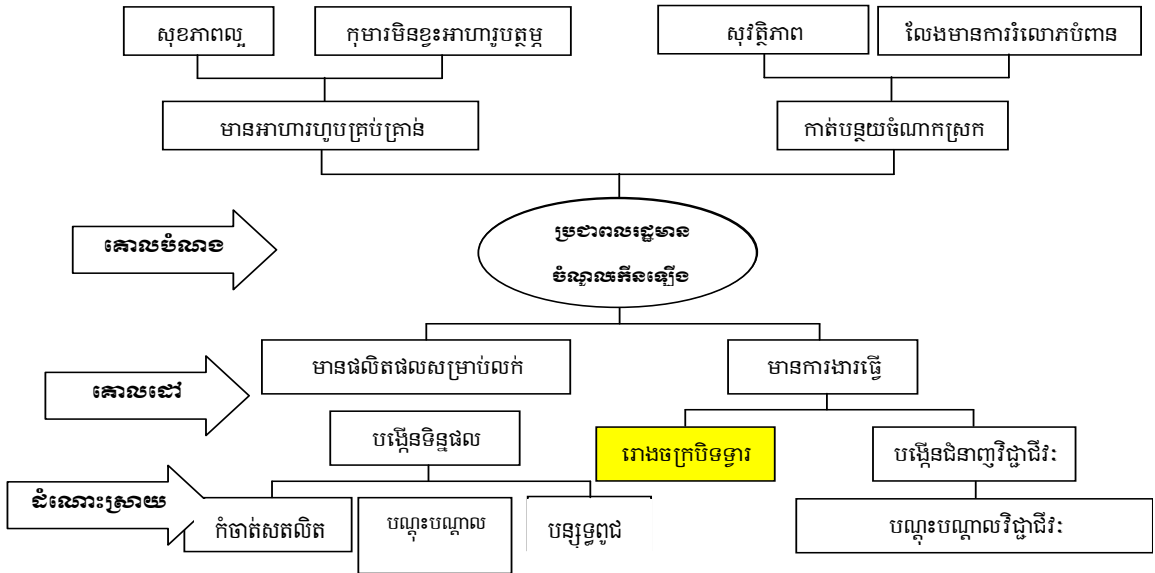 សុខភាពល្អ
កុមារមិនខ្វះអាហារូបត្ថម្ភ
សុវត្ថិភាព
លែងមានការរំលោភបំពាន
មានអាហារហូបគ្រប់គ្រាន់
កាត់បន្ថយចំណាកស្រុក
គោលបំណង
ប្រជាពលរដ្ឋមាន
ចំណូលកើនឡើង
មានផលិតផលសម្រាប់លក់
មានការងារធ្វើ
គោលដៅ
បង្កើនទិន្នផល
រោងចក្របិទទ្វារ
បង្កើនជំនាញវិជ្ជាជីវៈ
ដំណោះស្រាយ
កំចាត់សត្វលិត
បណ្តុះបណ្តាល
បន្សុទ្ធពូជ
បណ្តុះបណ្តាលវិជ្ជាជីវៈ